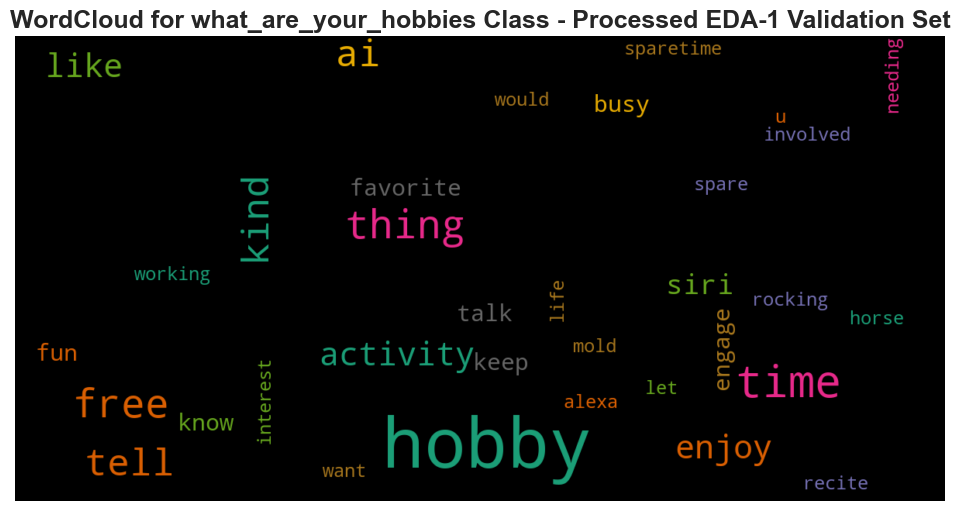 WordCloud for what_are_your_hobbies Class - Processed EDA-1 Validation Set
like
ai
sparetime
needing
would
busy
u
involved
kind
favorite
spare
thing
working
siri
life
rocking
talk
horse
engage
fun
activity
keep
mold
interest
let
time
free
alexa
know
hobby
enjoy
tell
want
recite